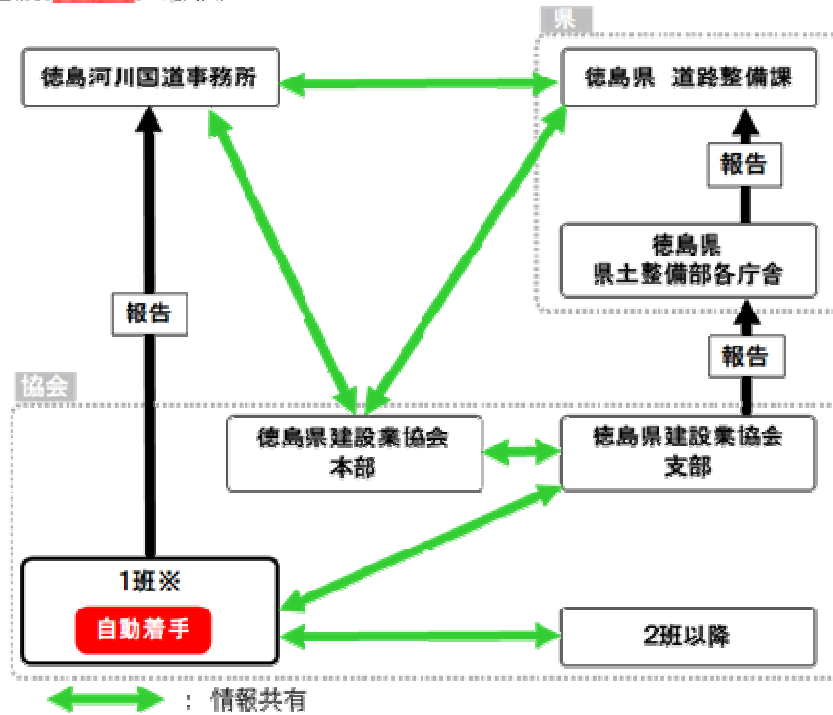 県
徳島河川国道事務所
徳島県 道路整備課
報告
徳島県
県土整備部各庁舎
報告
報告
協会
徳島県建設業協会
本部
徳島県建設業協会
支部
1班※
自動着手
2班以降
： 情報共有